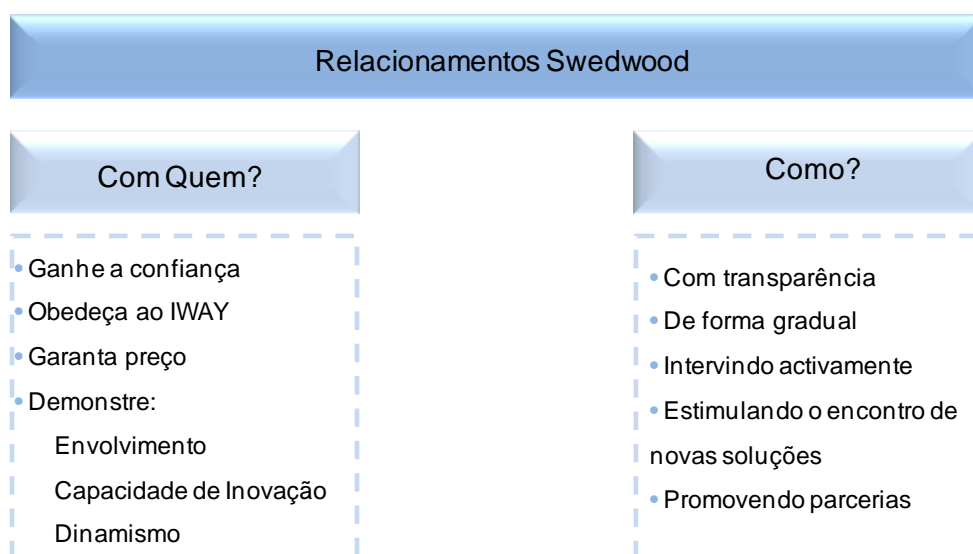 Relacionamentos Swedwood
Com Quem?
• Ganhe a confiança
• Obedeça ao IWAY
• Garanta preço
• Demonstre:
Envolvimento
Capacidade de Inovação
Dinamismo
Como?
• Com transparência
• De forma gradual
• Intervindo activamente
• Estimulando o encontro de
novas soluções
• Promovendo parcerias